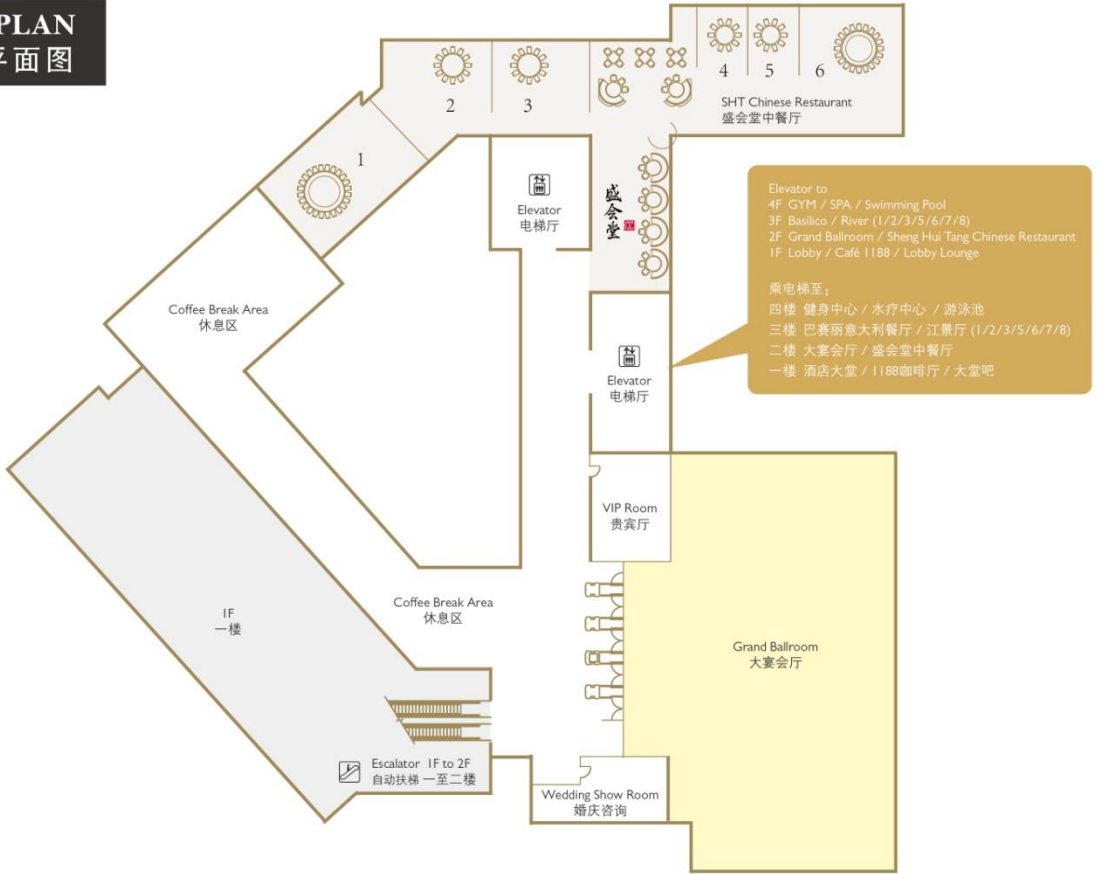 PLAN
平面图
1
2
3
4
5
6
SHT Chinese Restaurant
盛会堂中餐厅
Elevator
电梯厅
盛会堂
Elevator to
4F GYM / SPA / Swimming Pool
3F Basilico / River (1/2/3/5/6/7/8)
2F Grand Ballroom / Sheng Hui Tang Chinese Restaurant
1F Lobby / Café 1188 / Lobby Lounge
乘电梯至：
四楼 健身中心 / 水疗中心 / 游泳池
三楼 巴赛丽意大利餐厅 / 江景厅 (1/2/3/5/6/7/8)
二楼 大宴会厅 / 盛会堂中餐厅
一楼 酒店大堂 / 1188咖啡厅 / 大堂吧
Coffee Break Area
休息区
Elevator
电梯厅
VIP Room
贵宾厅
Coffee Break Area
休息区
1F
一楼
Grand Ballroom
大宴会厅
Escalator 1F to 2F
自动扶梯 一至二楼
Wedding Show Room
婚庆咨询